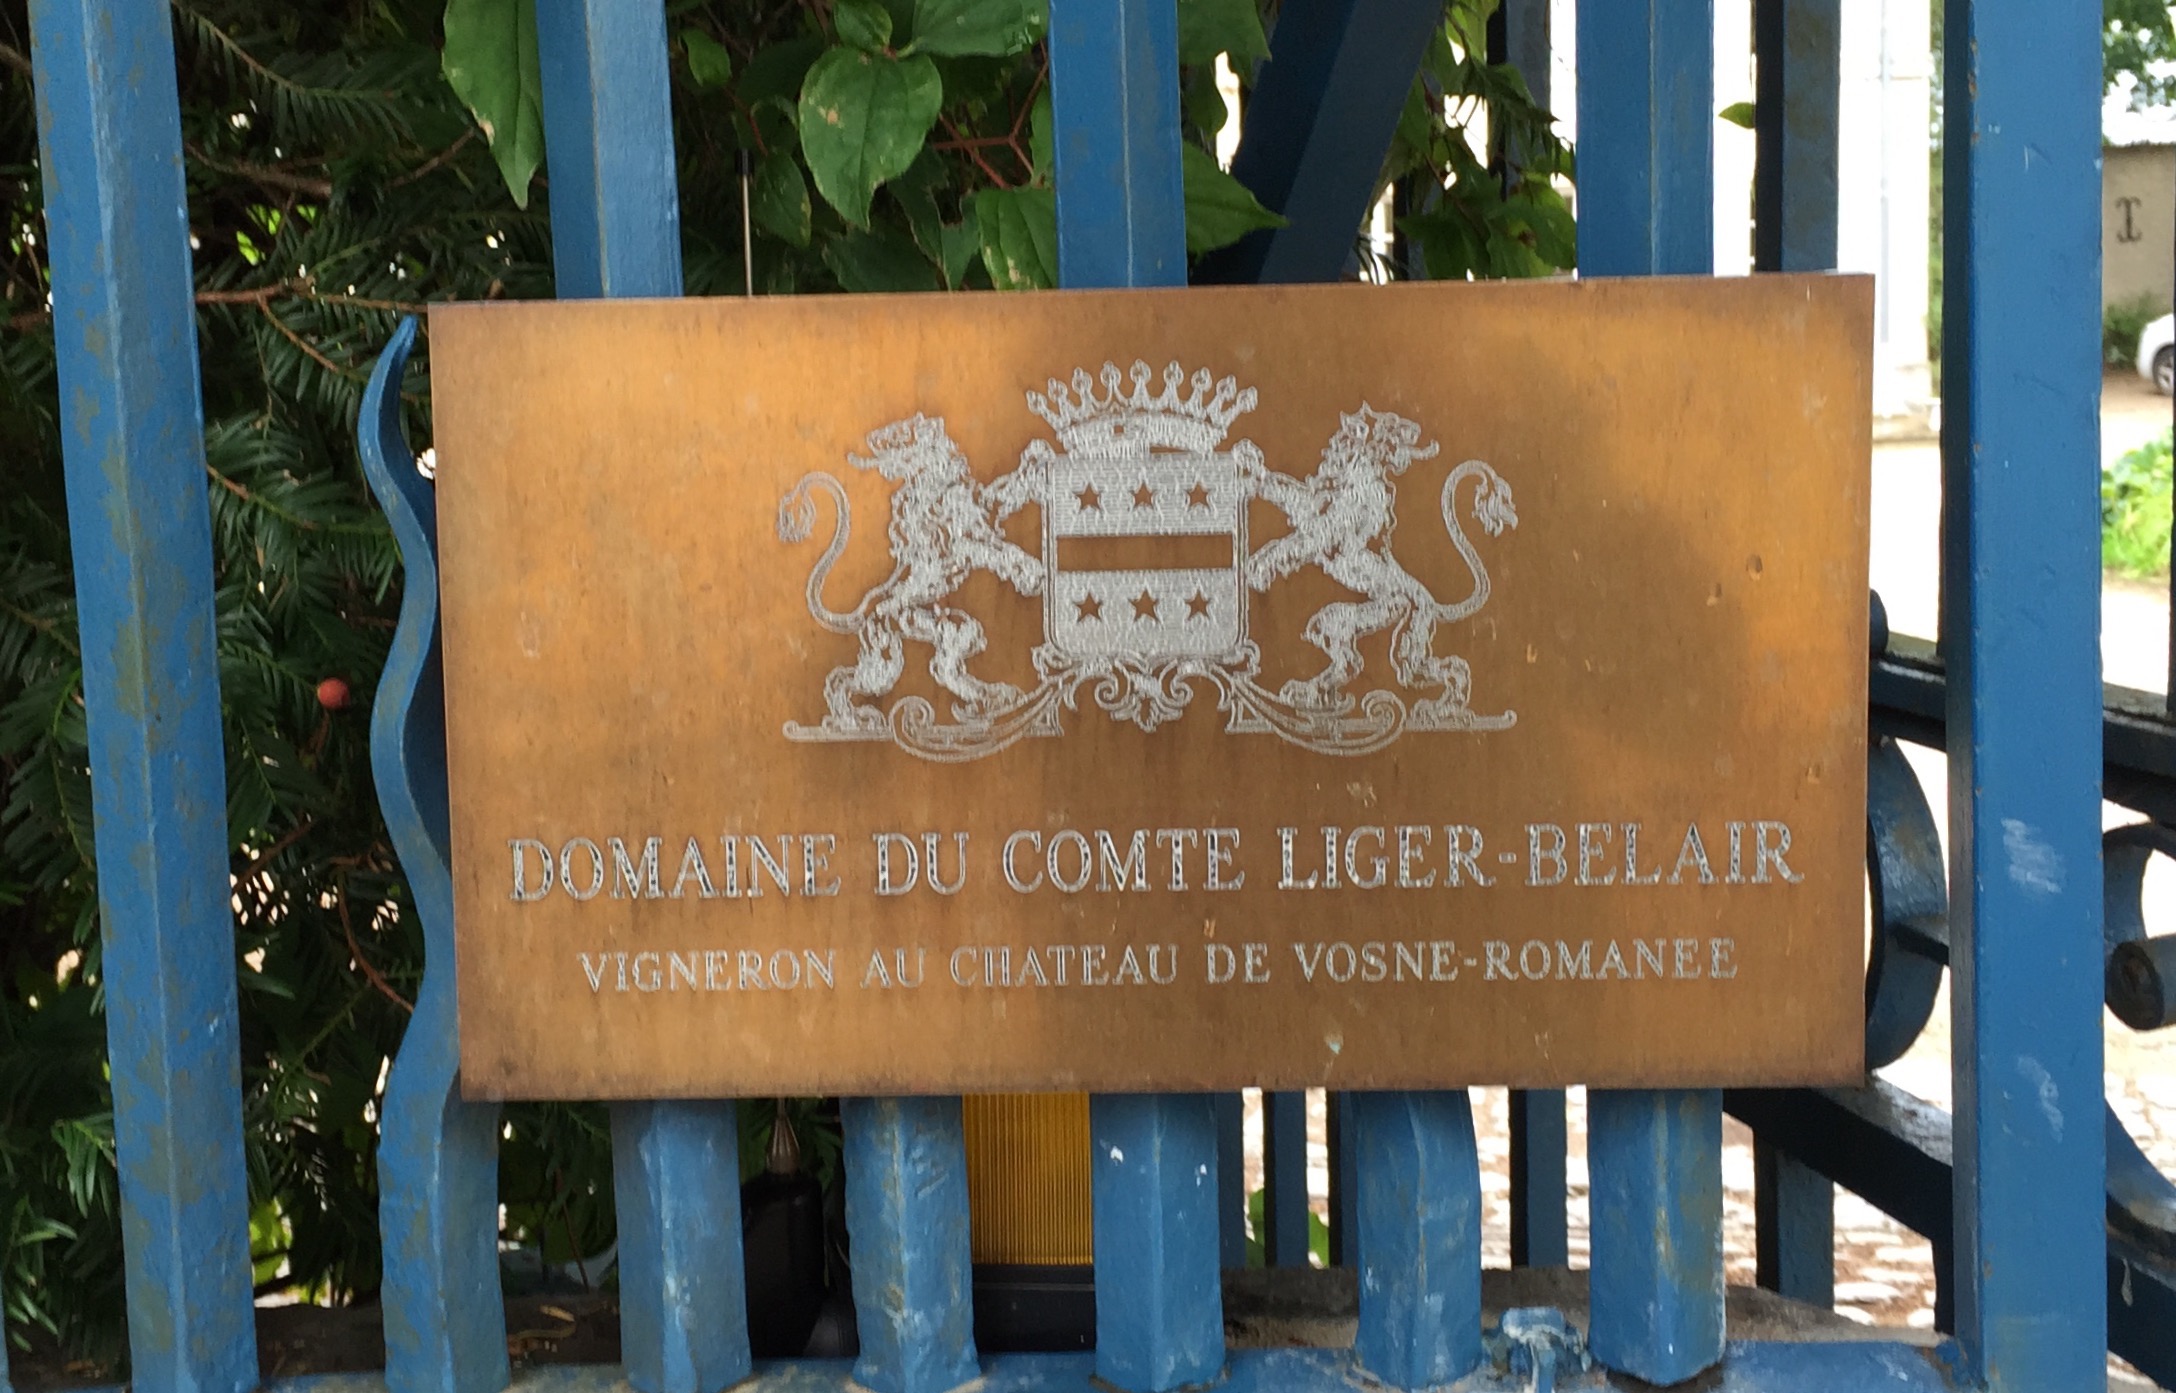 DOMAINE DU COMTE LIGER-BELAIR
VIGNERON AU CHATEAU DE VOSNE-ROMANEE